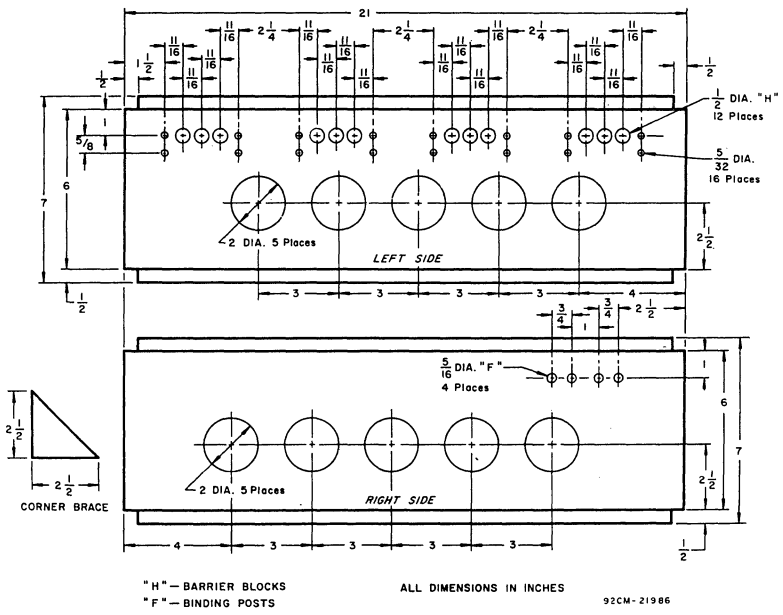 21
11/16 2 1/4 11/16 2 1/4 11/16 2 1/4 11/16
11/16 11/16 11/16 11/16
1/2 1 1/2 11/16 11/16 11/16 11/16 11/16 11/16 11/16 1/2
1/2 DIA. "H"
12 Places
1
5/8
5/32 DIA.
16 Places
7
6
2 DIA. 5 Places
LEFT SIDE
2 1/2
1/2
3 3 3 3 4
3/4 3/4 2 1/2
1
5/16 DIA. "F"
4 Places
1
6
7
2 1/2
2 1/2
CORNER BRACE
2 DIA. 5 Places
RIGHT SIDE
2 1/2
1/2
4 3 3 3 3
"H" — BARRIER BLOCKS
"F" — BINDING POSTS
ALL DIMENSIONS IN INCHES
92CM-21986